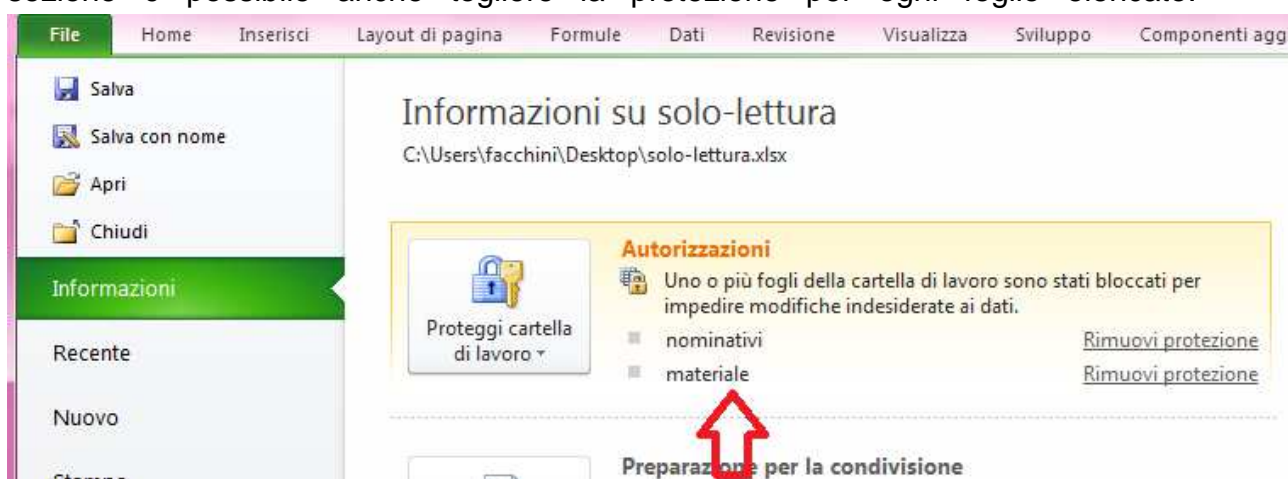 sezione è possibile anche togliere la protezione per ogni foglio elencato.
File Home Inserisci Layout di pagina Formule Dati Revisione Visualizza Sviluppo Componenti agg
Salva
Salva con nome
Apri
Chiudi
Informazioni
Recente
Nuovo
Informazioni su solo-lettura
C:\Users\facchini\Desktop\solo-lettura.xlsx
Proteggi cartella
di lavoro
Autorizzazioni
Uno o più fogli della cartella di lavoro sono stati bloccati per
impedire modifiche indesiderate ai dati.
nominativi Rimuovi protezione
materiale Rimuovi protezione
Preparazione per la condivisione